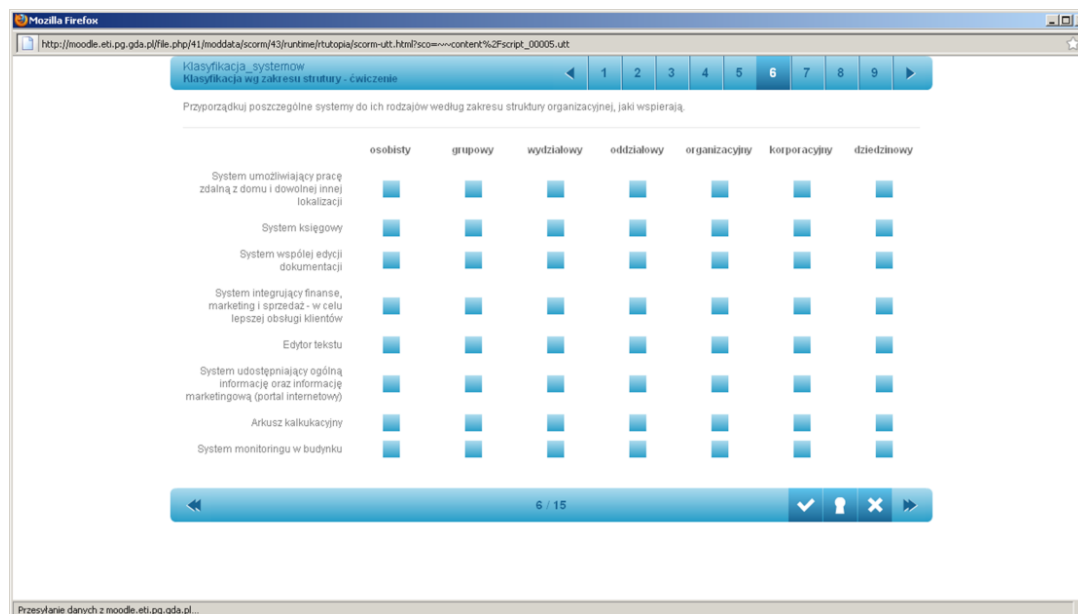 Mozilla Firefox
http://moodle.eti.pg.gda.pl/file.php/41/moddata/scorm/43/runtime/rtutopia/scorm-utt.html?sco=~~content%2Fscript_00005.utt
Klasyfikacja_systemow
Klasyfikacja wg zakresu strutury - ćwiczenie
1 2 3 4 5 6 7 8 9
Przyporządkuj poszczególne systemy do ich rodzajów według zakresu struktury organizacyjnej, jaki wspierają.
osobisty grupowy wydziałowy oddziałowy organizacyjny korporacyjny dziedzinowy
System umożliwiający pracę
zdalną z domu i dowolnej innej
lokalizacji
System księgowy
System wspólej edycji
dokumentacji
System integrujący finanse,
marketing i sprzedaż - w celu
lepszej obsługi klientów
Edytor tekstu
System udostępniający ogólną
informację oraz informację
marketingową (portal internetowy)
Arkusz kalkukacyjny
System monitoringu w budynku
6 / 15
Przesyłanie danych z moodle.eti.pg.gda.pl...